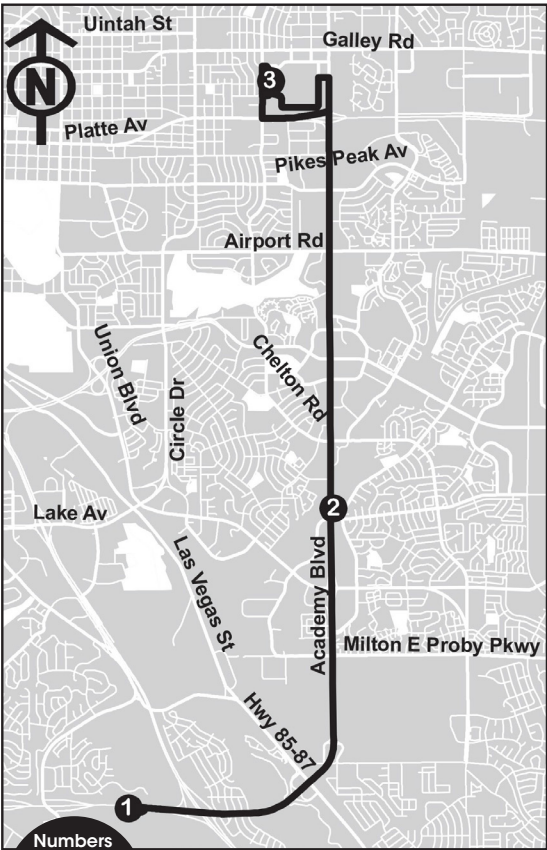 Uintah St
Galley Rd
N
3
Platte Av
Pikes Peak Av
Airport Rd
Union Blvd
Circle Dr
Chelton Rd
2
Lake Av
Las Vegas St
Academy Blvd
Milton E Proby Pkwy
Hwy 85-87
1
Numbers